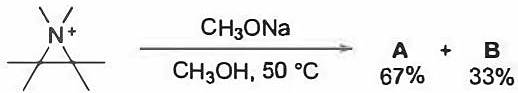 CH3ONa
N+
A + B
CH3OH, 50 °C
67% 33%